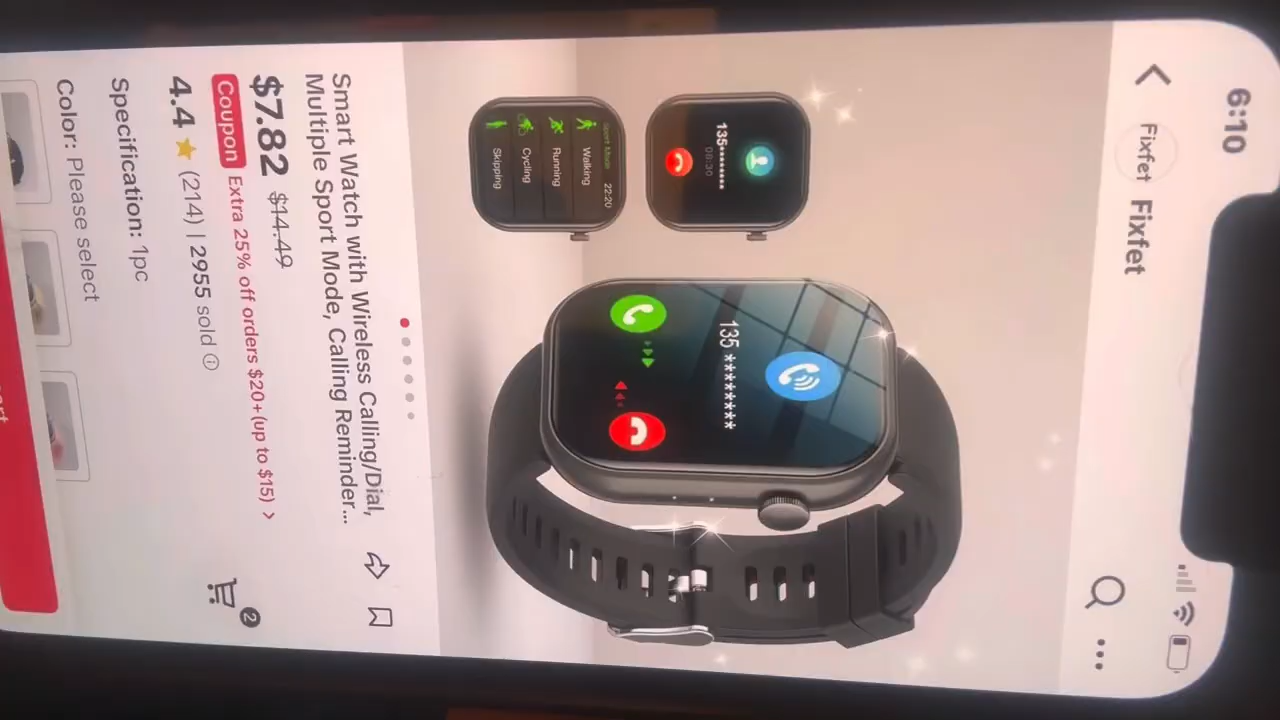 6:10
Fixfet
Fixfet
135********
08:30
Sport Mode 22:20
Walking
Running
Cycling
Skipping
135 ********
Smart Watch with Wireless Calling/Dial,
Multiple Sport Mode, Calling Reminder...
$7.82 $14.49
2
Coupon Extra 25% off orders $20+(up to $15) >
4.4 (214) | 2955 sold
Specification: 1pc
Color: Please select